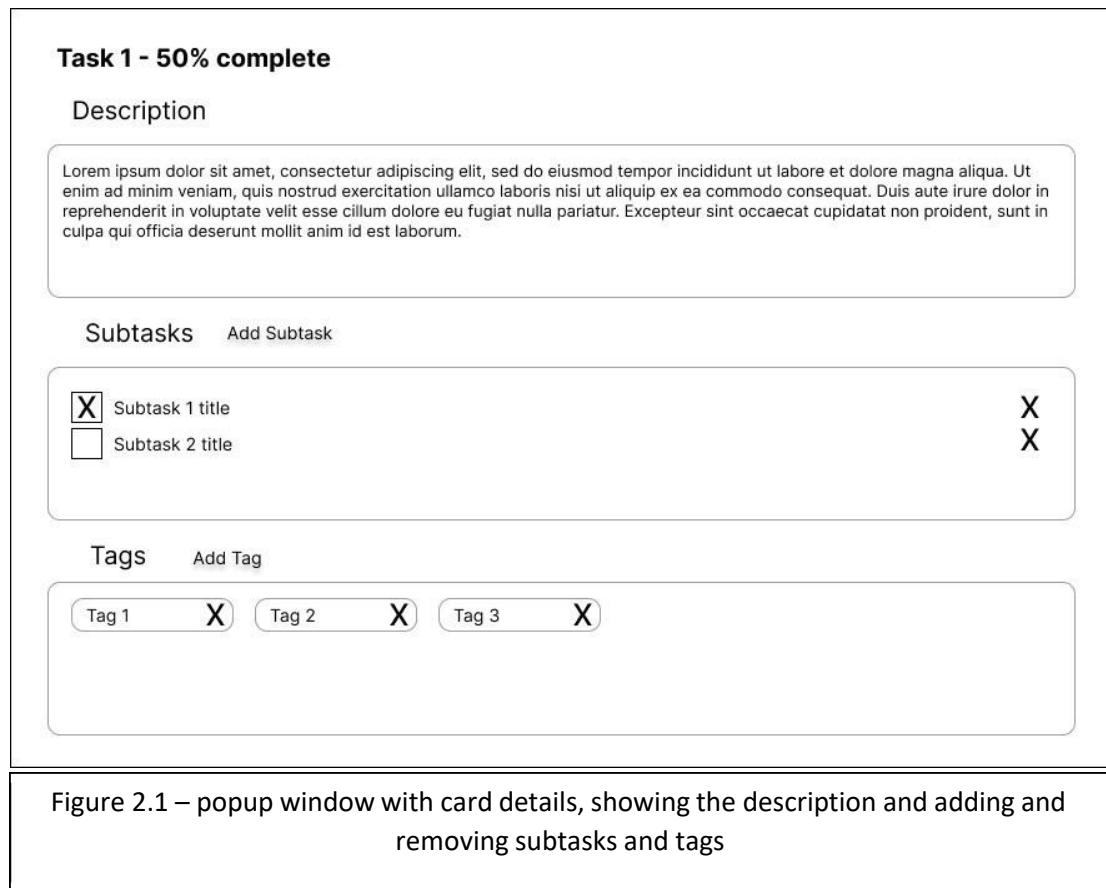 Task 1 - 50% complete
Description
Lorem ipsum dolor sit amet, consectetur adipiscing elit, sed do eiusmod tempor incididunt ut labore et dolore magna aliqua. Ut
enim ad minim veniam, quis nostrud exercitation ullamco laboris nisi ut aliquip ex ea commodo consequat. Duis aute irure dolor in
reprehenderit in voluptate velit esse cillum dolore eu fugiat nulla pariatur. Excepteur sint occaecat cupidatat non proident, sunt in
culpa qui officia deserunt mollit anim id est laborum.
Subtasks Add Subtask
X Subtask 1 title X
Subtask 2 title X
Tags Add Tag
Tag 1 X Tag 2 X Tag 3 X
Figure 2.1 – popup window with card details, showing the description and adding and
removing subtasks and tags